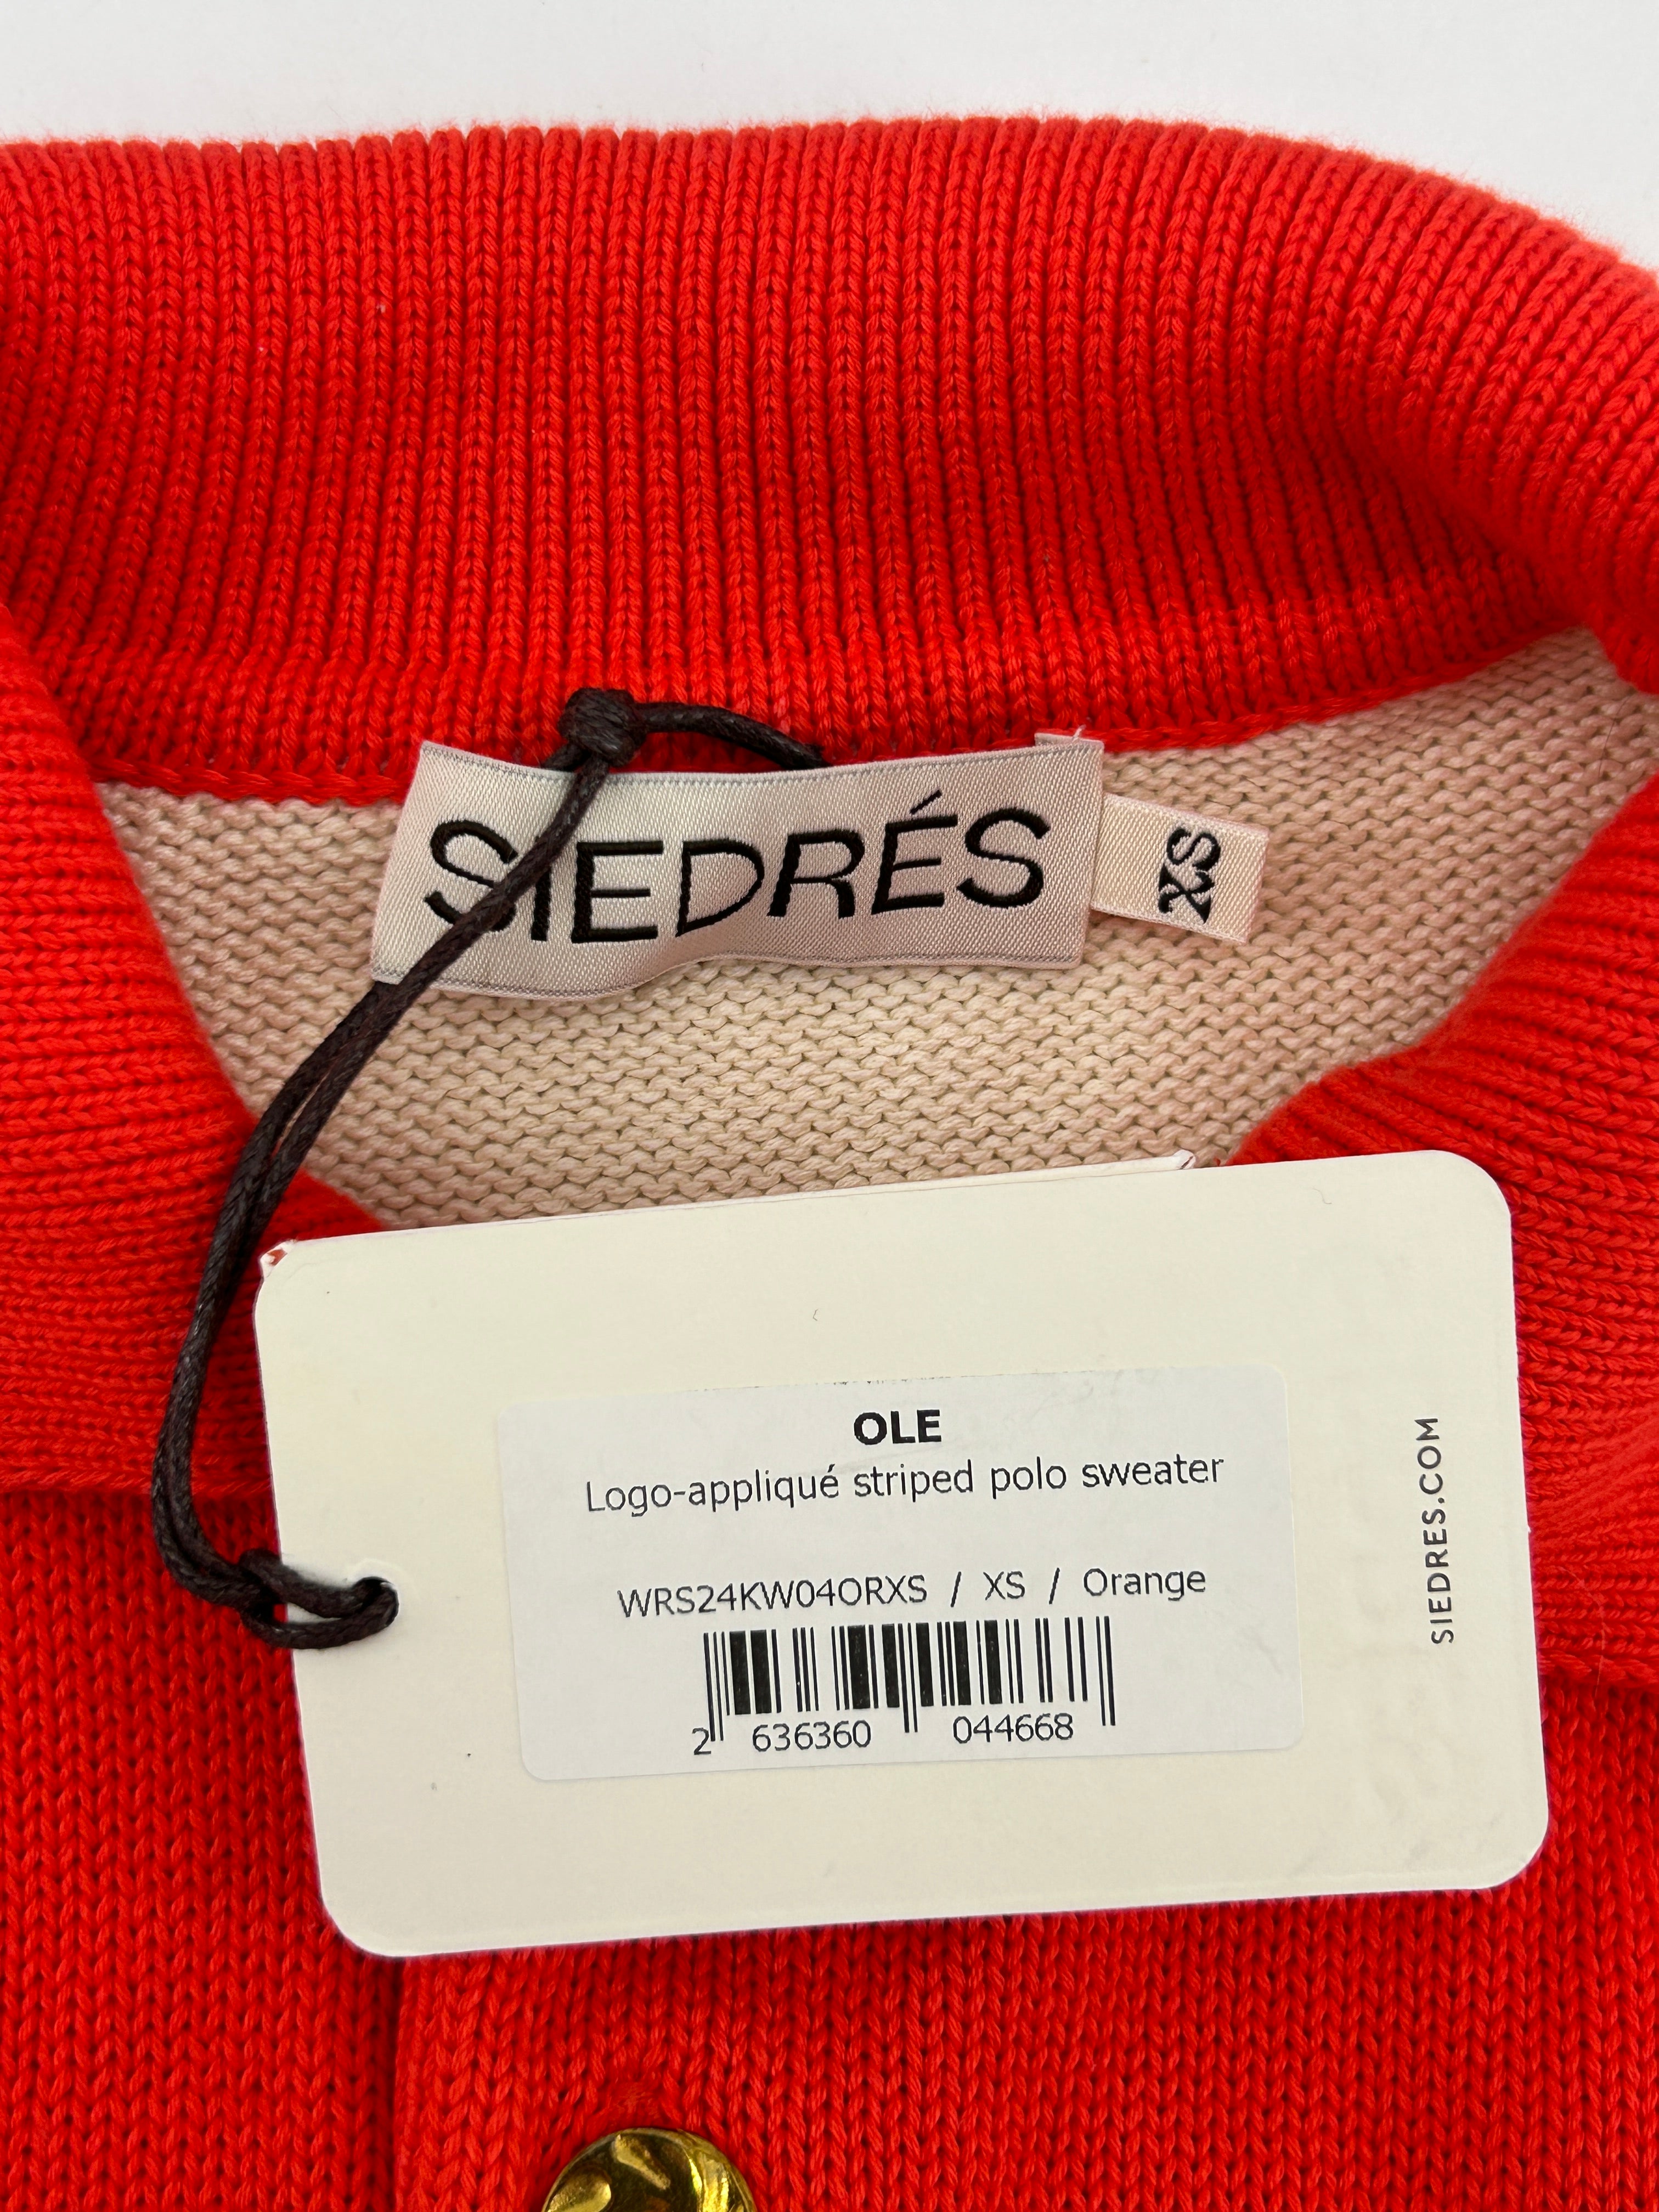 SIEDRÉS
XS
OLE
Logo-appliqué striped polo sweater
WRS24KW04ORXS / XS / Orange
2 636360 044668
SIEDRES.COM